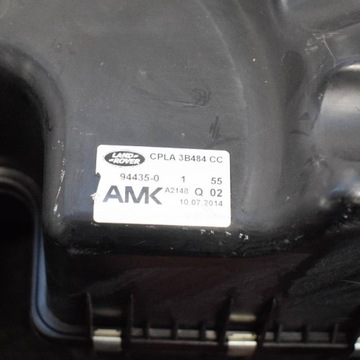 LAND ROVER
CPLA 3B484 CC
94435-0 1 55
AMK A2148 Q 02
10.07.2014